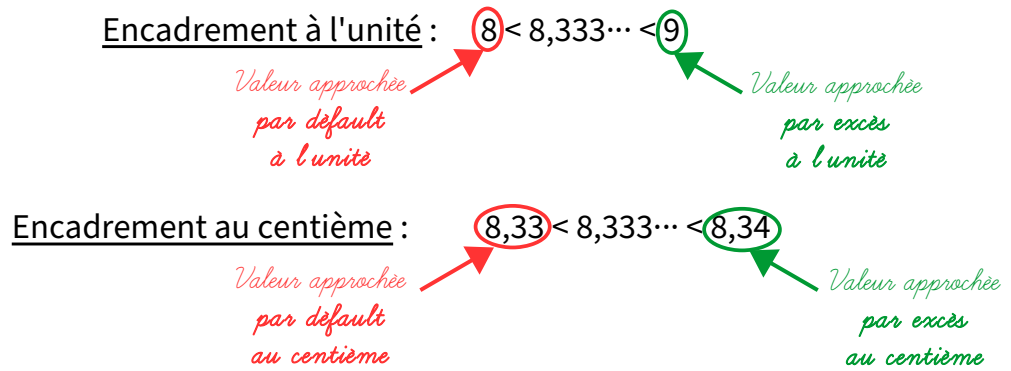 Encadrement à l'unité : 8 < 8,333··· < 9
Valeur approchée
par défault
à l'unité
Valeur approchée
par excès
à l'unité
Encadrement au centième : 8,33 < 8,333··· < 8,34
Valeur approchée
par défault
au centième
Valeur approchée
par excès
au centième